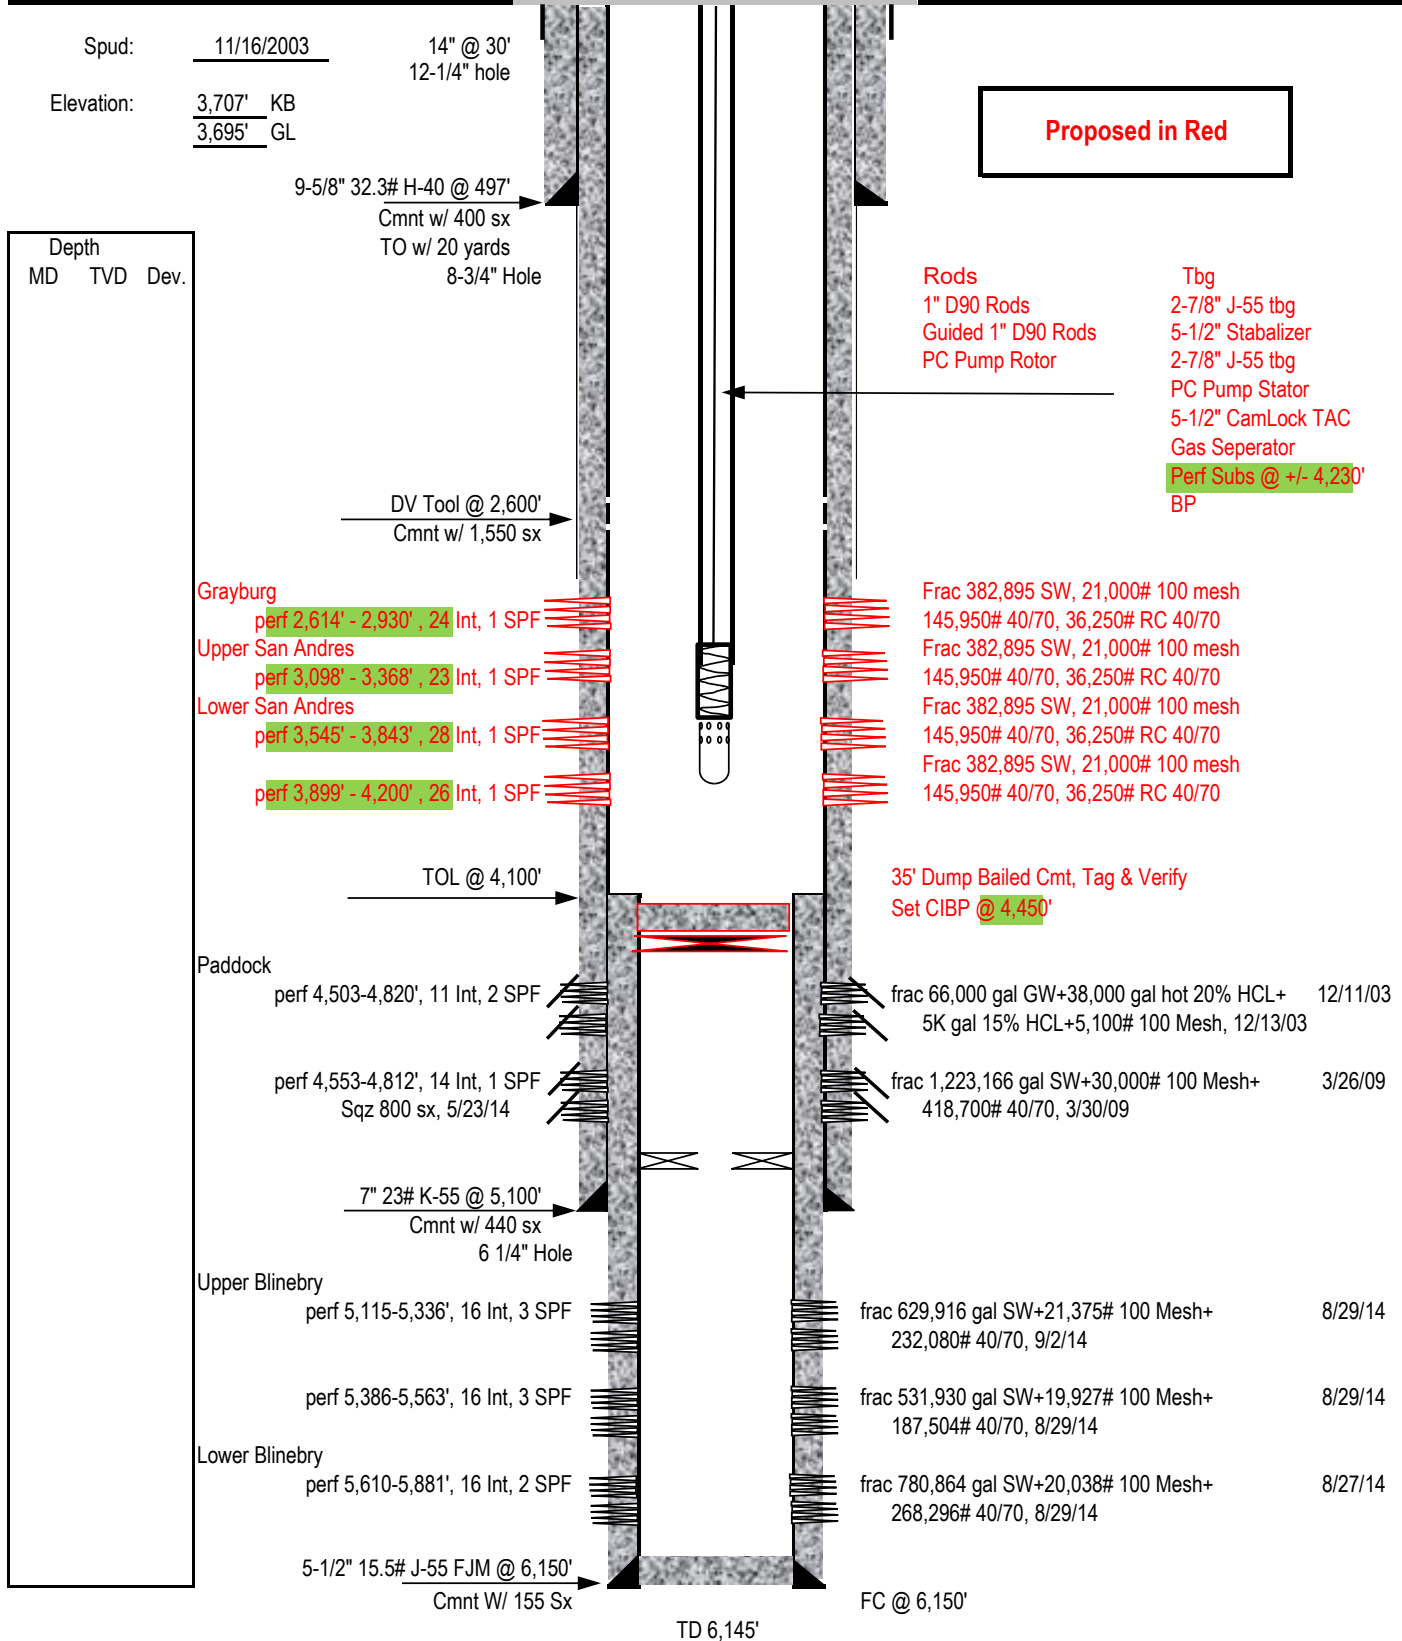 Spud: 11/16/2003 14" @ 30'
12-1/4" hole
Elevation: 3,707' KB
3,695' GL
Proposed in Red
9-5/8" 32.3# H-40 @ 497'
Cmnt w/ 400 sx
TO w/ 20 yards
8-3/4" Hole
Depth
MD TVD Dev.
Rods Tbg
1" D90 Rods 2-7/8" J-55 tbg
Guided 1" D90 Rods 5-1/2" Stabalizer
PC Pump Rotor 2-7/8" J-55 tbg
PC Pump Stator
5-1/2" CamLock TAC
Gas Seperator
Perf Subs @ +/- 4,230'
BP
DV Tool @ 2,600'
Cmnt w/ 1,550 sx
Grayburg Frac 382,895 SW, 21,000# 100 mesh
perf 2,614' - 2,930' , 24 Int, 1 SPF 145,950# 40/70, 36,250# RC 40/70
Upper San Andres Frac 382,895 SW, 21,000# 100 mesh
perf 3,098' - 3,368' , 23 Int, 1 SPF 145,950# 40/70, 36,250# RC 40/70
Lower San Andres Frac 382,895 SW, 21,000# 100 mesh
perf 3,545' - 3,843' , 28 Int, 1 SPF 145,950# 40/70, 36,250# RC 40/70
Frac 382,895 SW, 21,000# 100 mesh
perf 3,899' - 4,200' , 26 Int, 1 SPF 145,950# 40/70, 36,250# RC 40/70
TOL @ 4,100' 35' Dump Bailed Cmt, Tag & Verify
Set CIBP @ 4,450'
Paddock
perf 4,503-4,820', 11 Int, 2 SPF frac 66,000 gal GW+38,000 gal hot 20% HCL+ 12/11/03
5K gal 15% HCL+5,100# 100 Mesh, 12/13/03
perf 4,553-4,812', 14 Int, 1 SPF frac 1,223,166 gal SW+30,000# 100 Mesh+ 3/26/09
Sqz 800 sx, 5/23/14 418,700# 40/70, 3/30/09
7" 23# K-55 @ 5,100'
Cmnt w/ 440 sx
6 1/4" Hole
Upper Blinebry
perf 5,115-5,336', 16 Int, 3 SPF frac 629,916 gal SW+21,375# 100 Mesh+ 8/29/14
232,080# 40/70, 9/2/14
perf 5,386-5,563', 16 Int, 3 SPF frac 531,930 gal SW+19,927# 100 Mesh+ 8/29/14
187,504# 40/70, 8/29/14
Lower Blinebry
perf 5,610-5,881', 16 Int, 2 SPF frac 780,864 gal SW+20,038# 100 Mesh+ 8/27/14
268,296# 40/70, 8/29/14
5-1/2" 15.5# J-55 FJM @ 6,150'
Cmnt W/ 155 Sx FC @ 6,150'
TD 6,145'